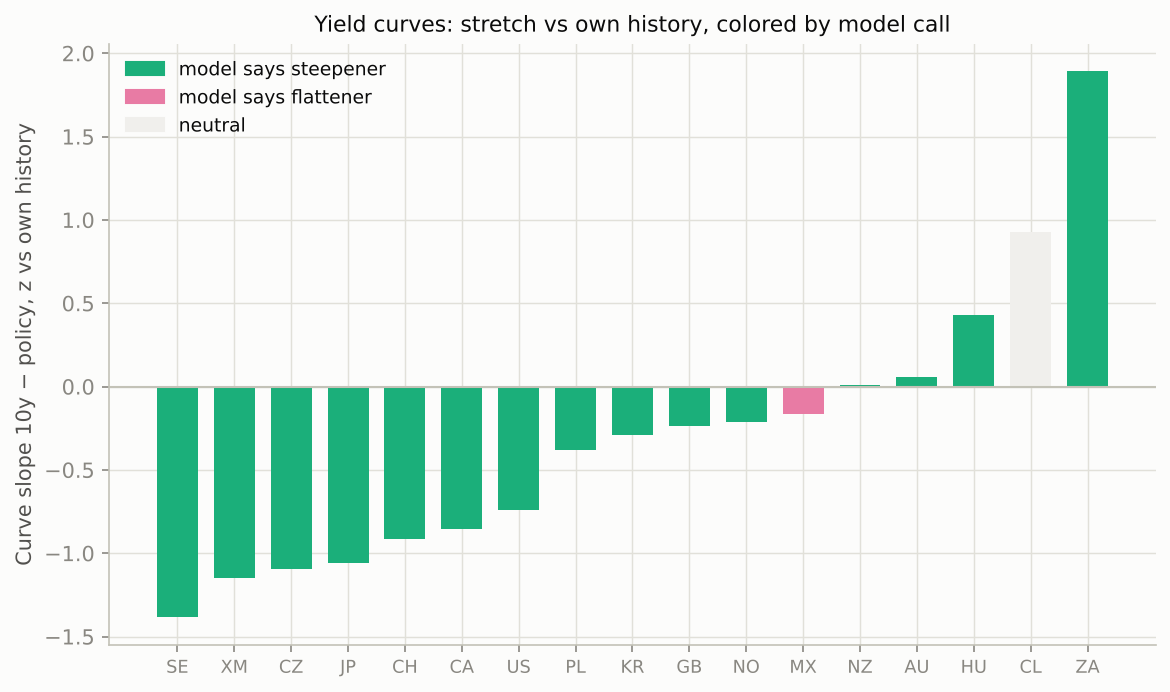 Yield curves: stretch vs own history, colored by model call
model says steepener
model says flattener
neutral
Curve slope 10y − policy, z vs own history
2.0
1.5
1.0
0.5
0.0
−0.5
−1.0
−1.5
SE XM CZ JP CH CA US PL KR GB NO MX NZ AU HU CL ZA